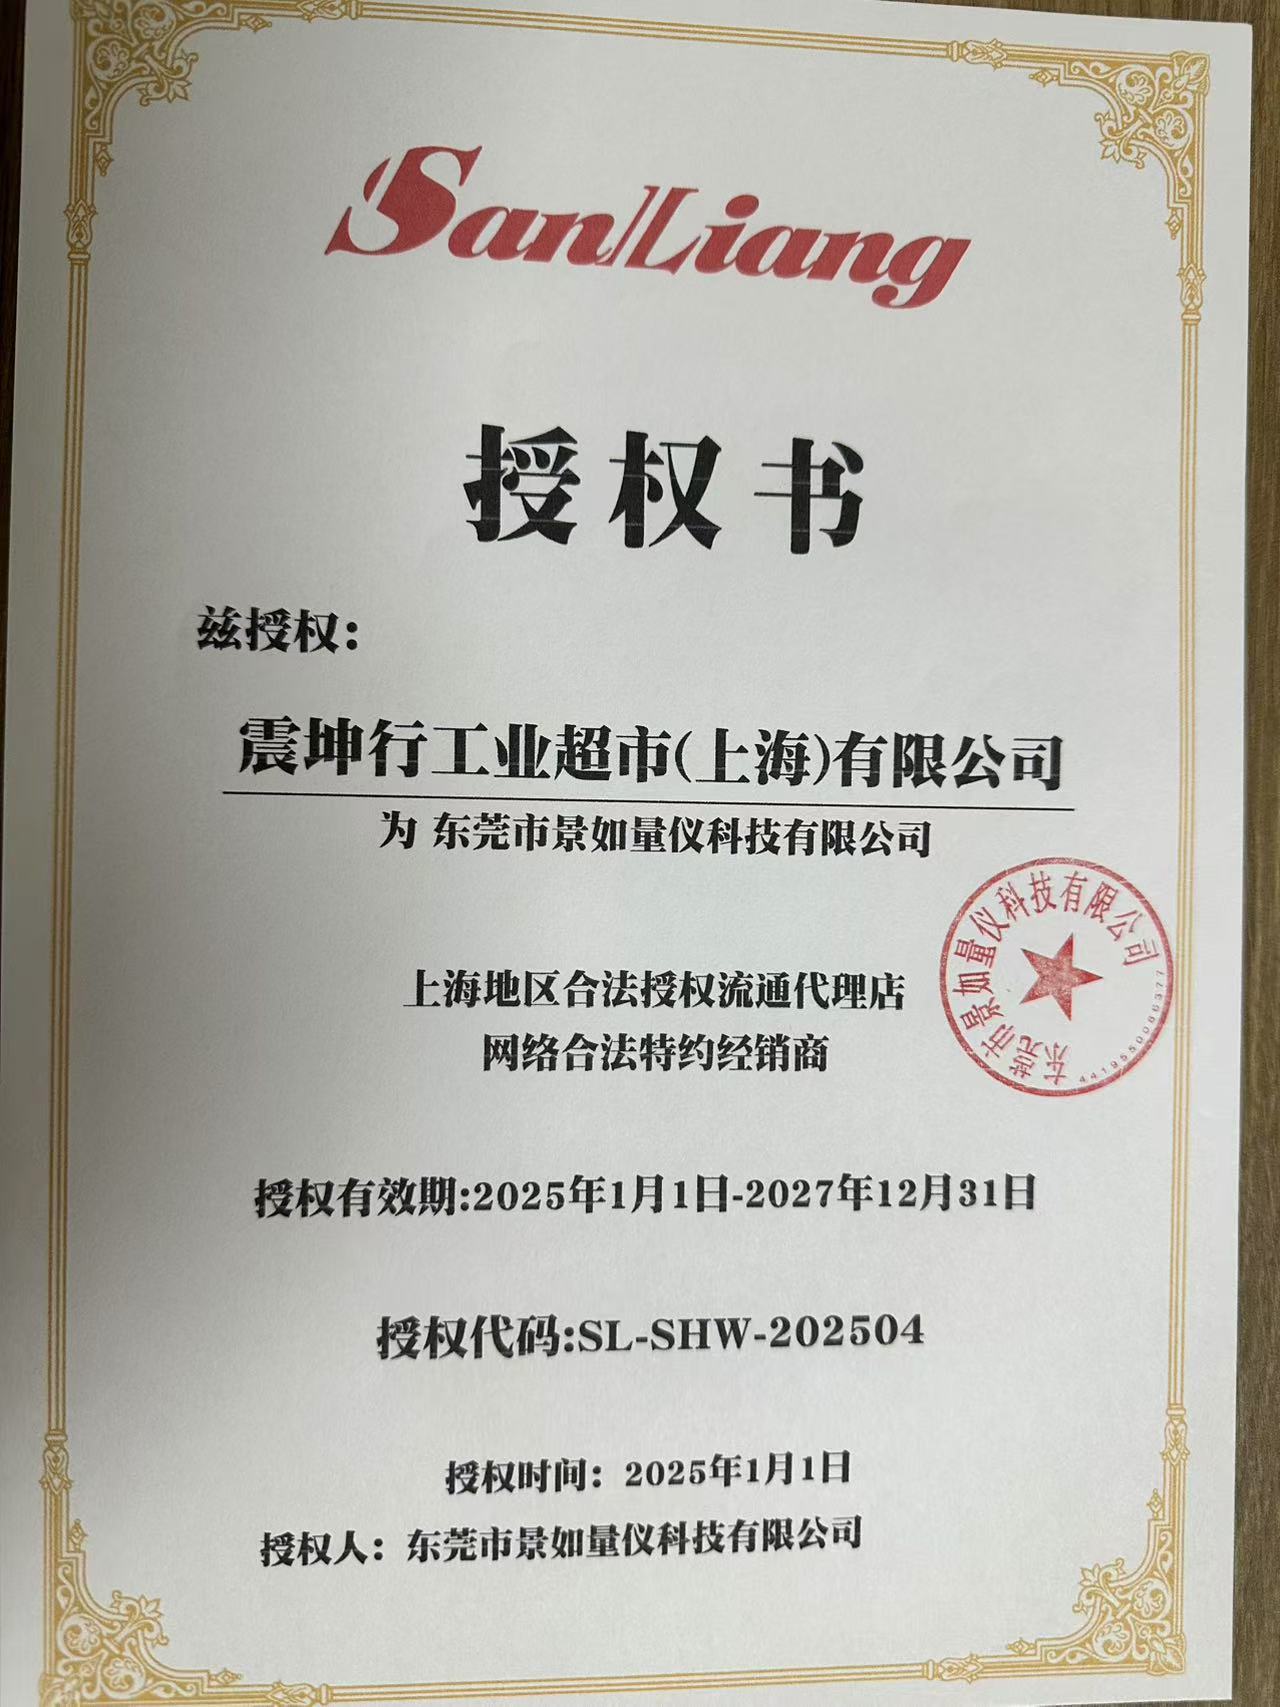 SanLiang
授权书
兹授权：
震坤行工业超市(上海)有限公司
为 东莞市景如量仪科技有限公司
上海地区合法授权流通代理店
网络合法特约经销商
东莞市景如量仪科技有限公司
授权有效期:2025年1月1日-2027年12月31日
授权代码:SL-SHW-202504
授权时间：2025年1月1日
授权人：东莞市景如量仪科技有限公司